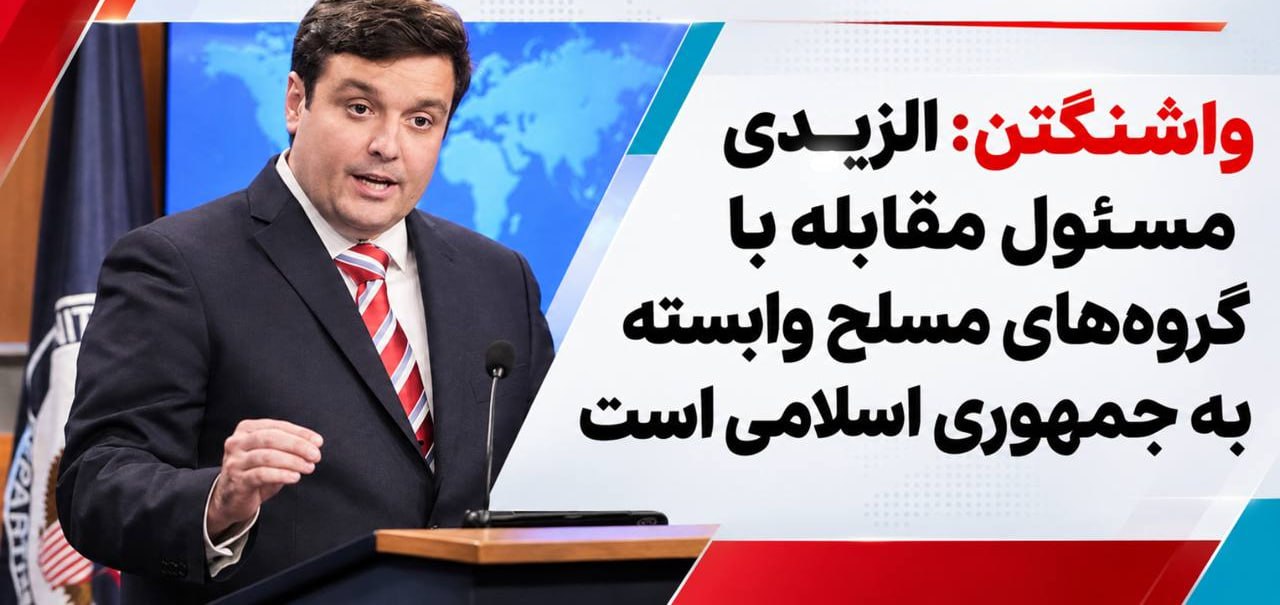 واشنگتن: الزیدی
مسئول مقابله با
گروه‌های مسلح وابسته
به جمهوری اسلامی است